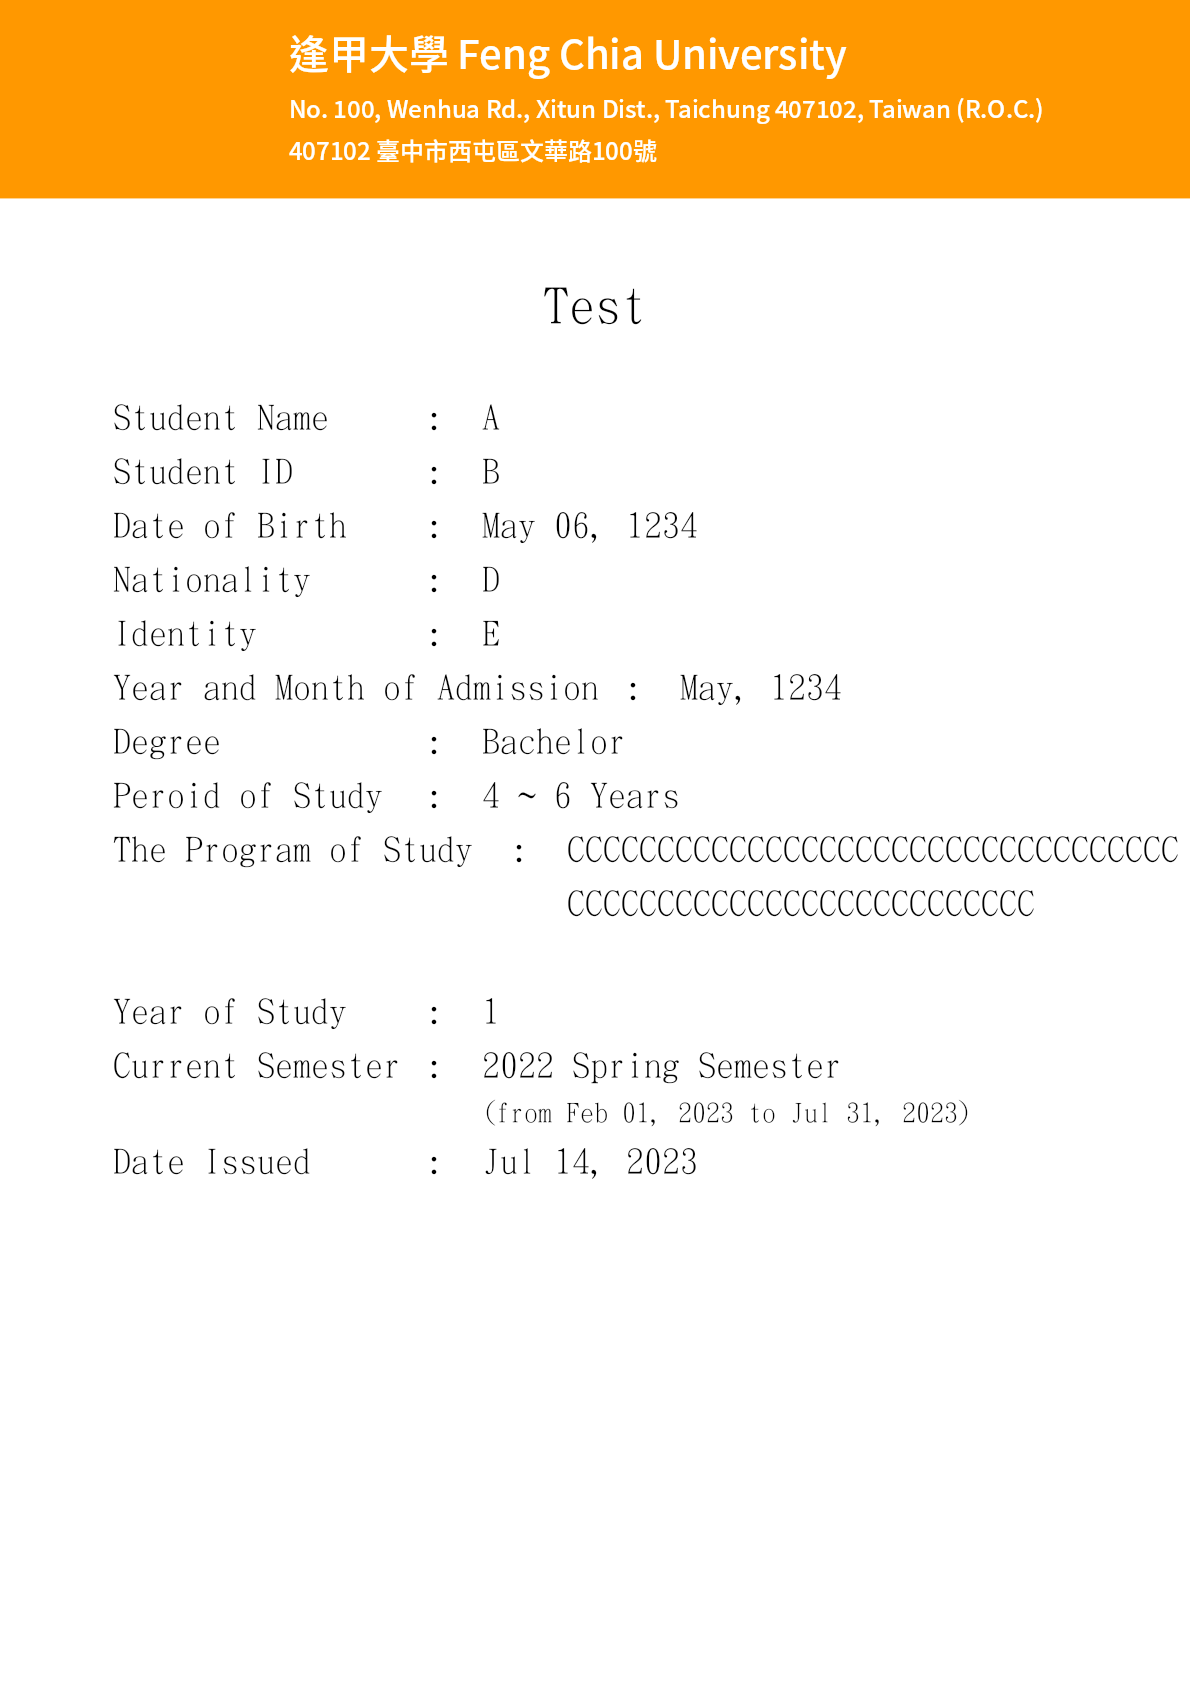 逢甲大學 Feng Chia University
No. 100, Wenhua Rd., Xitun Dist., Taichung 407102, Taiwan (R.O.C.)
407102 臺中市西屯區文華路100號
Test
Student Name : A
Student ID : B
Date of Birth : May 06, 1234
Nationality : D
Identity : E
Year and Month of Admission : May, 1234
Degree : Bachelor
Peroid of Study : 4 ~ 6 Years
The Program of Study : CCCCCCCCCCCCCCCCCCCCCCCCCCCCCCCCCC
CCCCCCCCCCCCCCCCCCCCCCCCCC
Year of Study : 1
Current Semester : 2022 Spring Semester
(from Feb 01, 2023 to Jul 31, 2023)
Date Issued : Jul 14, 2023